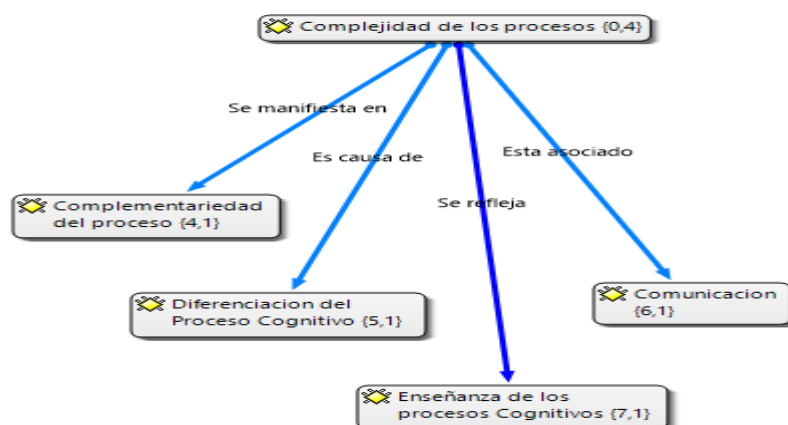 Complejidad de los procesos {0,4}
Se manifiesta en
Es causa de
Esta asociado
Se refleja
Complementariedad
del proceso {4,1}
Diferenciacion del
Proceso Cognitivo {5,1}
Comunicacion
{6,1}
Enseñanza de los
procesos Cognitivos {7,1}